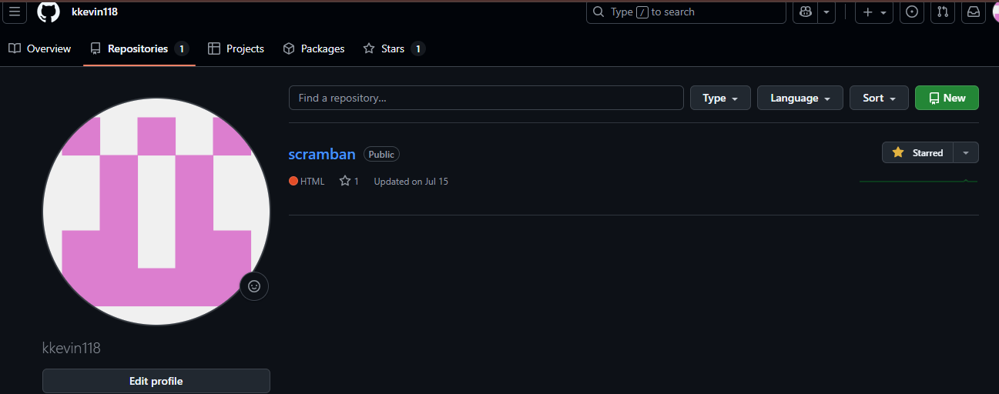 kkevin118
Type / to search
Overview
Repositories 1
Projects
Packages
Stars 1
Find a repository...
Type
Language
Sort
New
scramban Public
Starred
HTML 1 Updated on Jul 15
kkevin118
Edit profile